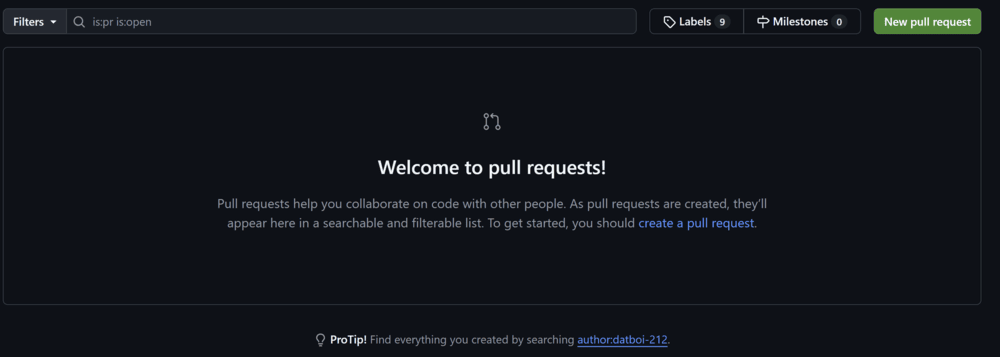 Filters is:pr is:open Labels 9 Milestones 0 New pull request
Welcome to pull requests!
Pull requests help you collaborate on code with other people. As pull requests are created, they'll
appear here in a searchable and filterable list. To get started, you should create a pull request.
ProTip! Find everything you created by searching author:datboi-212.